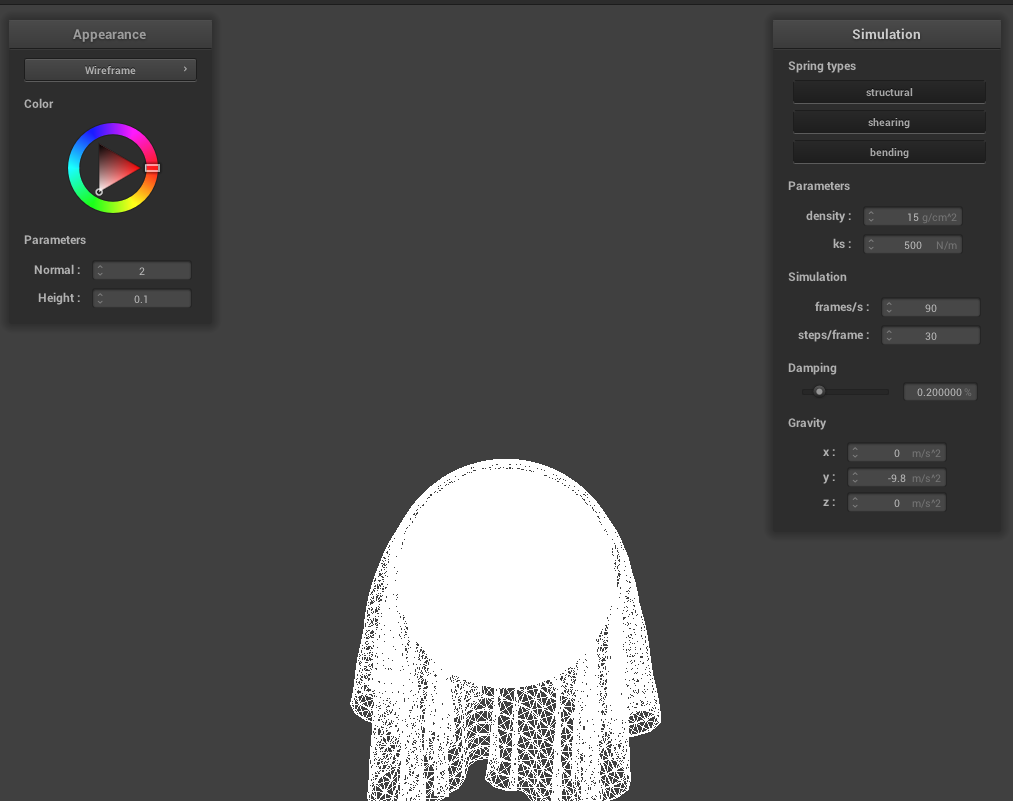 Appearance
Wireframe
Color
Parameters
Normal : 2
Height : 0.1
Simulation
Spring types
structural
shearing
bending
Parameters
density : 15 g/cm^2
ks : 500 N/m
Simulation
frames/s : 90
steps/frame : 30
Damping
0.200000 %
Gravity
x : 0 m/s^2
y : -9.8 m/s^2
z : 0 m/s^2